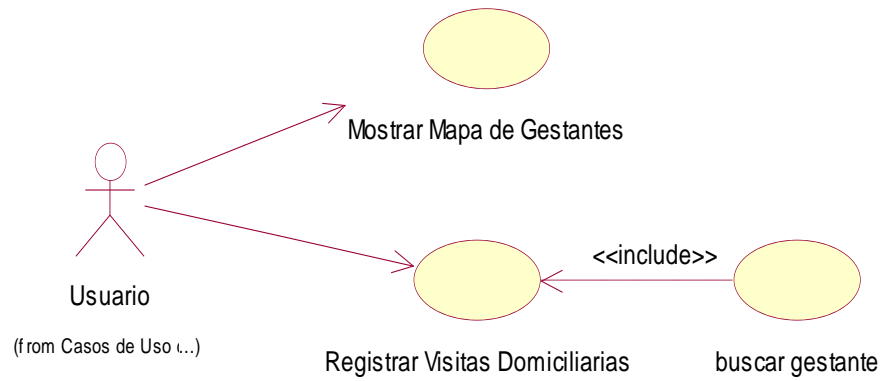 Mostrar Mapa de Gestantes
<<include>>
Usuario
(from Casos de Uso ...)
Registrar Visitas Domiciliarias
buscar gestante